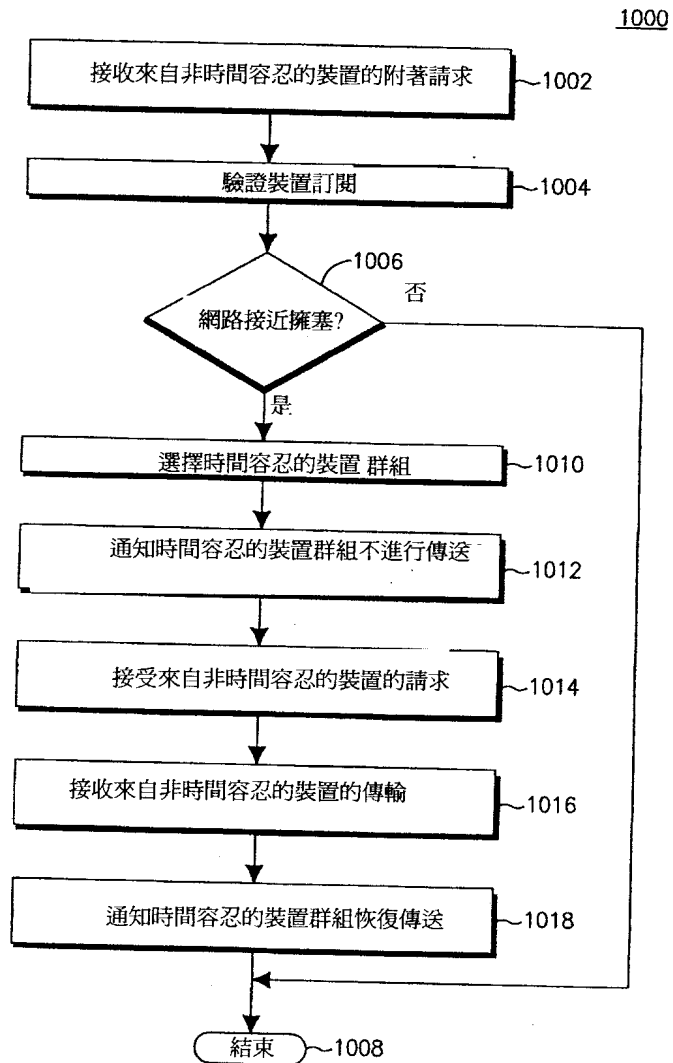 1000
接收來自非時間容忍的裝置的附著請求
1002
驗證裝置訂閱
1004
1006
否
網路接近擁塞?
是
選擇時間容忍的裝置 群組
1010
通知時間容忍的裝置群組不進行傳送
1012
接受來自非時間容忍的裝置的請求
1014
接收來自非時間容忍的裝置的傳輸
1016
通知時間容忍的裝置群組恢復傳送
1018
結束
1008